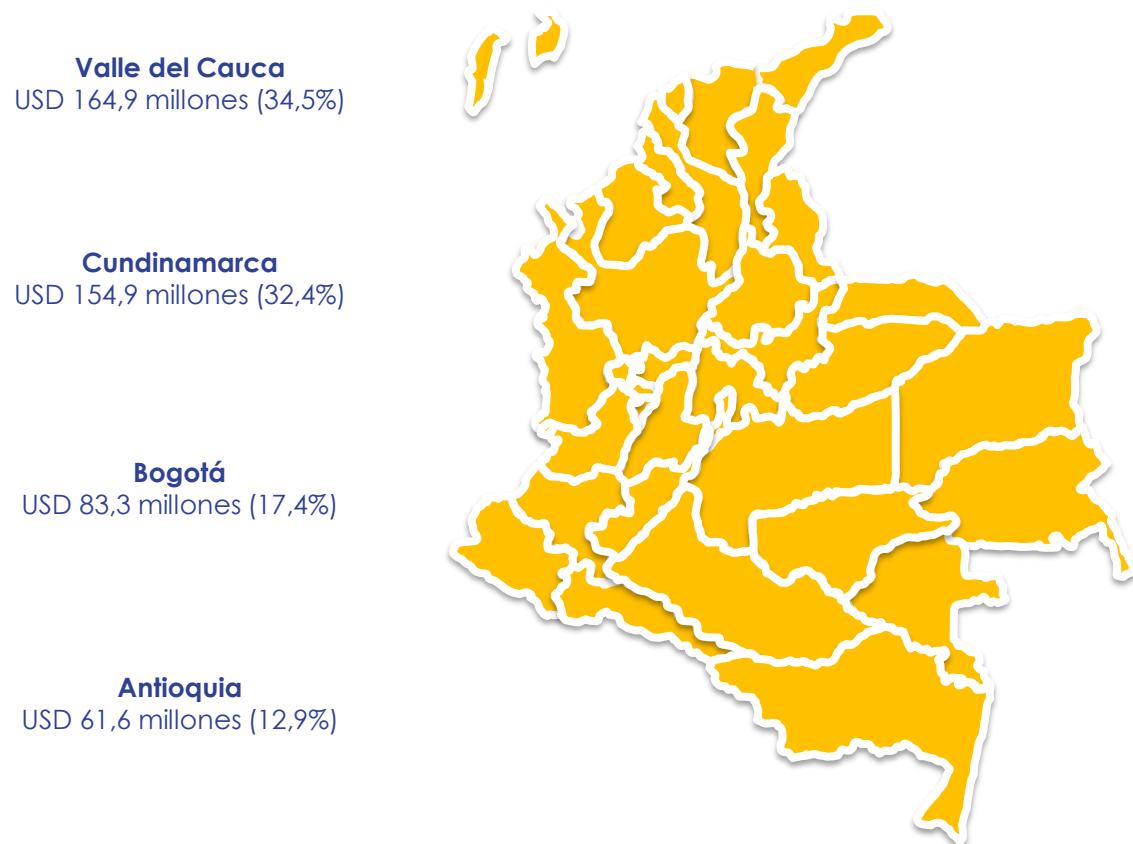 Valle del Cauca
USD 164,9 millones (34,5%)
Cundinamarca
USD 154,9 millones (32,4%)
Bogotá
USD 83,3 millones (17,4%)
Antioquia
USD 61,6 millones (12,9%)